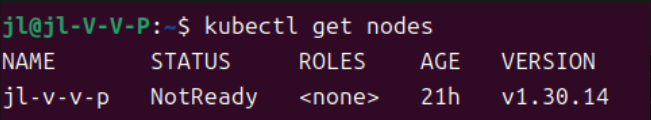 jl@jl-V-V-P:~$ kubectl get nodes
NAME STATUS ROLES AGE VERSION
jl-v-v-p NotReady <none> 21h v1.30.14